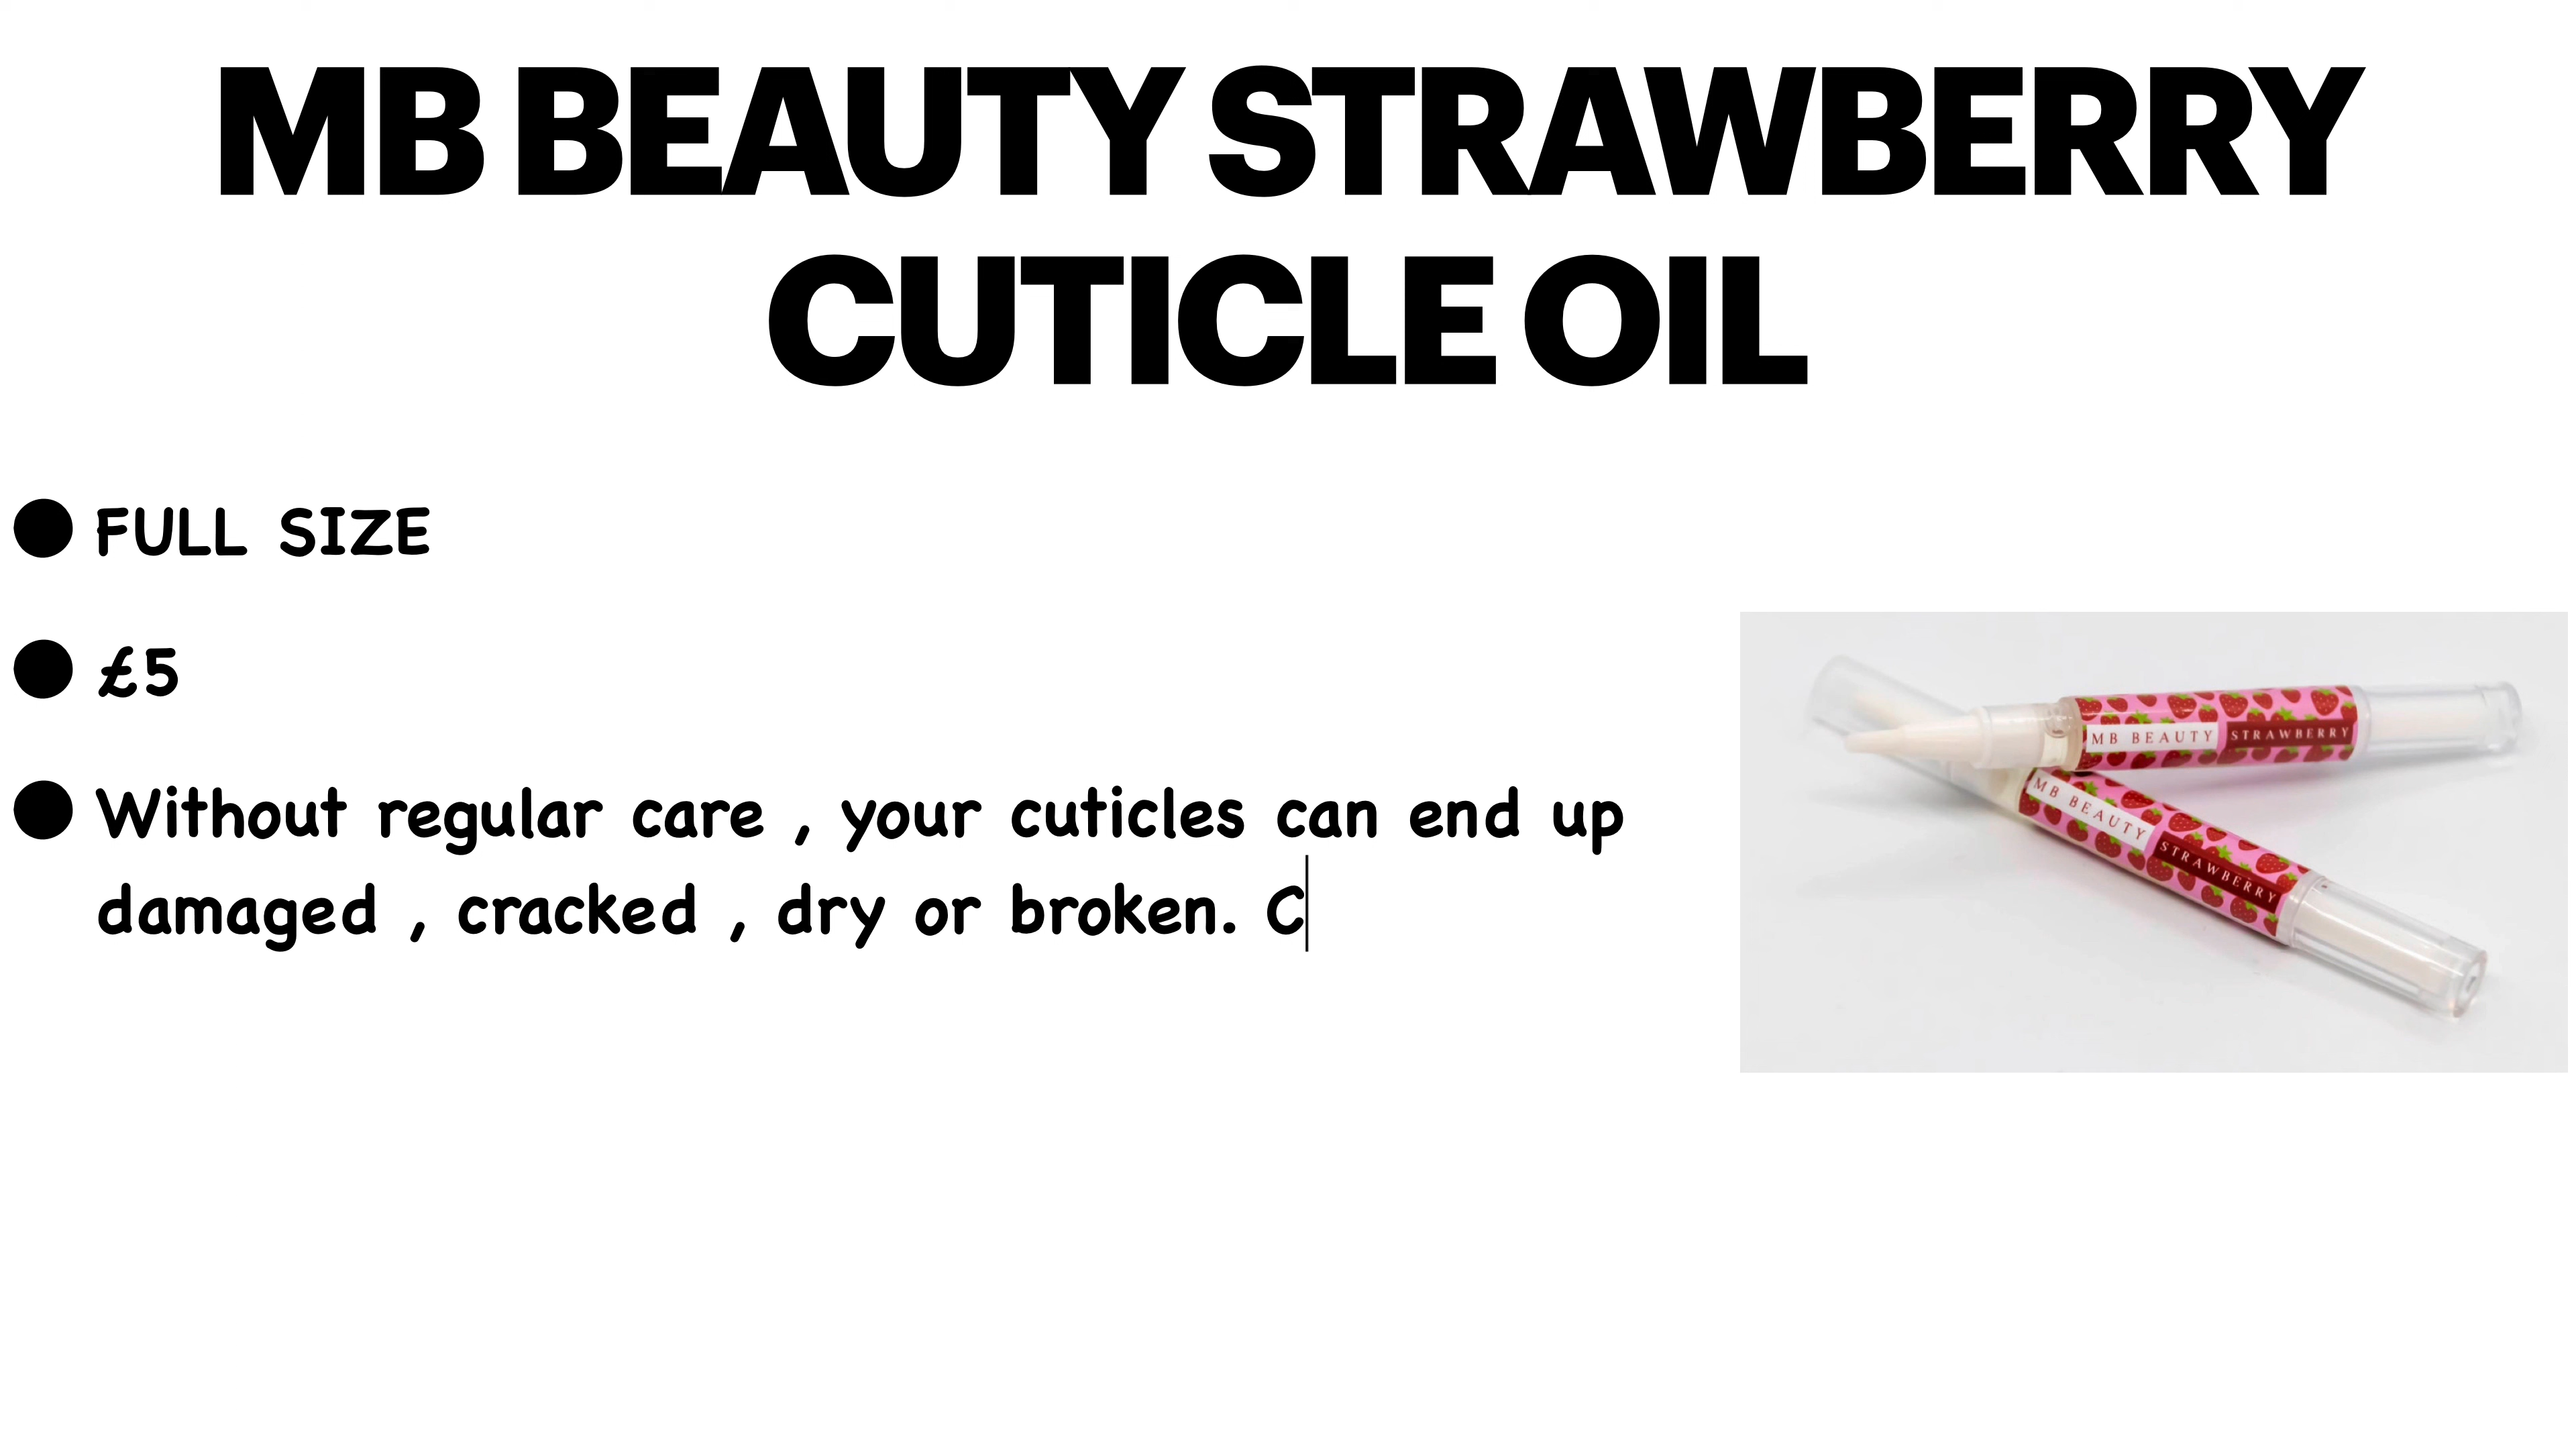 MB BEAUTY STRAWBERRY
CUTICLE OIL
● FULL SIZE
● £5
● Without regular care , your cuticles can end up
damaged , cracked , dry or broken. C
MB BEAUTY STRAWBERRY
MB BEAUTY STRAWBERRY